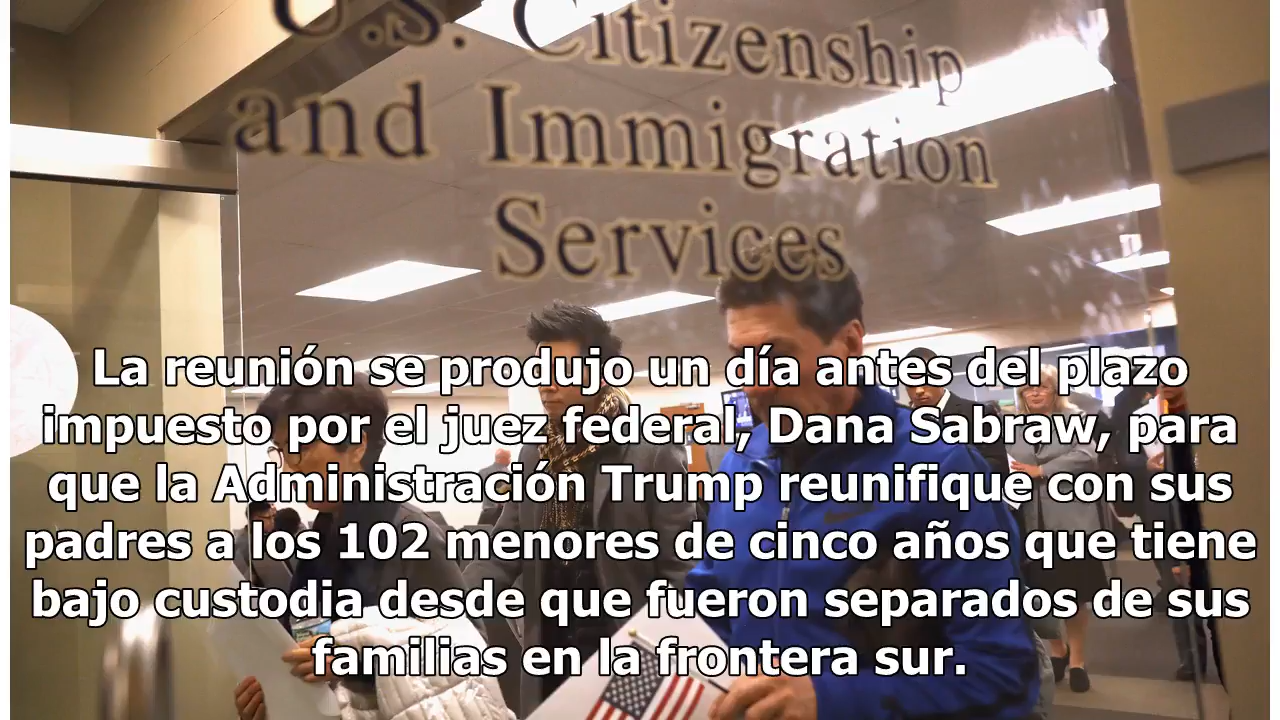 U.S. Citizenship
and Immigration
Services
La reunión se produjo un día antes del plazo
impuesto por el juez federal, Dana Sabraw, para
que la Administración Trump reunifique con sus
padres a los 102 menores de cinco años que tiene
bajo custodia desde que fueron separados de sus
familias en la frontera sur.